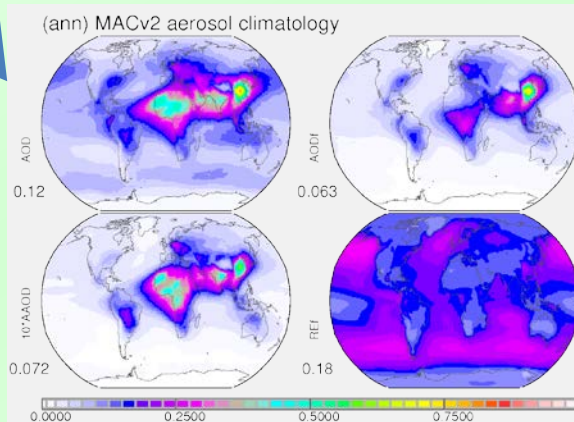 (ann) MACv2 aerosol climatology
AOD
0.12
AODf
0.063
10*AAOD
0.072
REf
0.18
0.0000 0.2500 0.5000 0.7500